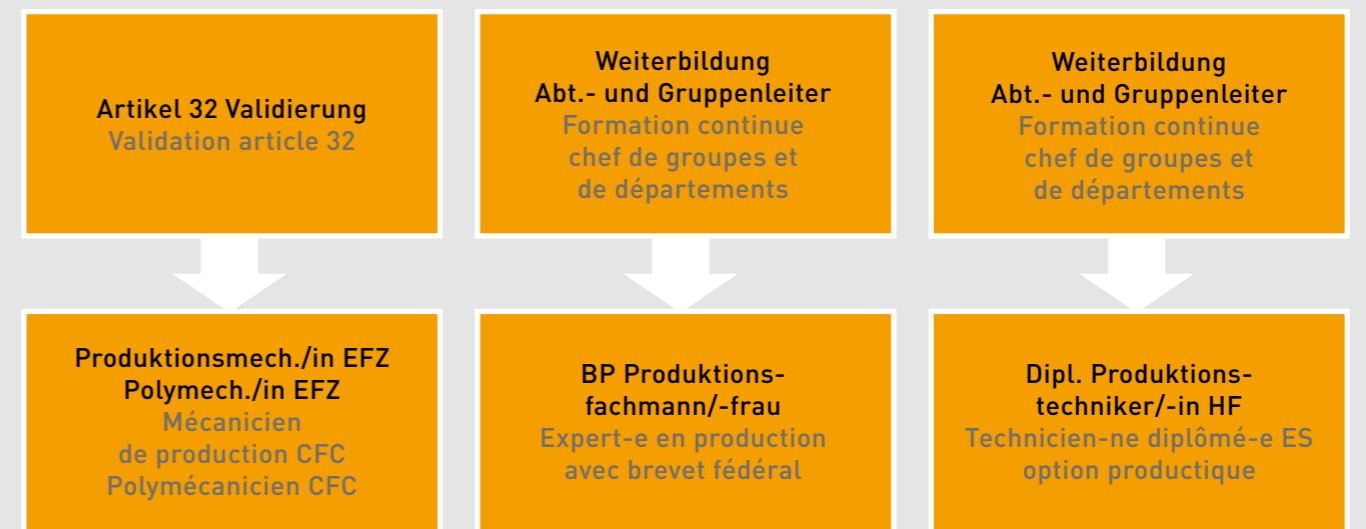 Artikel 32 Validierung
Validation article 32
Weiterbildung
Abt.- und Gruppenleiter
Formation continue
chef de groupes et
de départements
Weiterbildung
Abt.- und Gruppenleiter
Formation continue
chef de groupes et
de départements
Produktionsmech./in EFZ
Polymech./in EFZ
Mécanicien
de production CFC
Polymécanicien CFC
BP Produktions-
fachmann/-frau
Expert-e en production
avec brevet fédéral
Dipl. Produktions-
techniker/-in HF
Technicien-ne diplômé-e ES
option productique